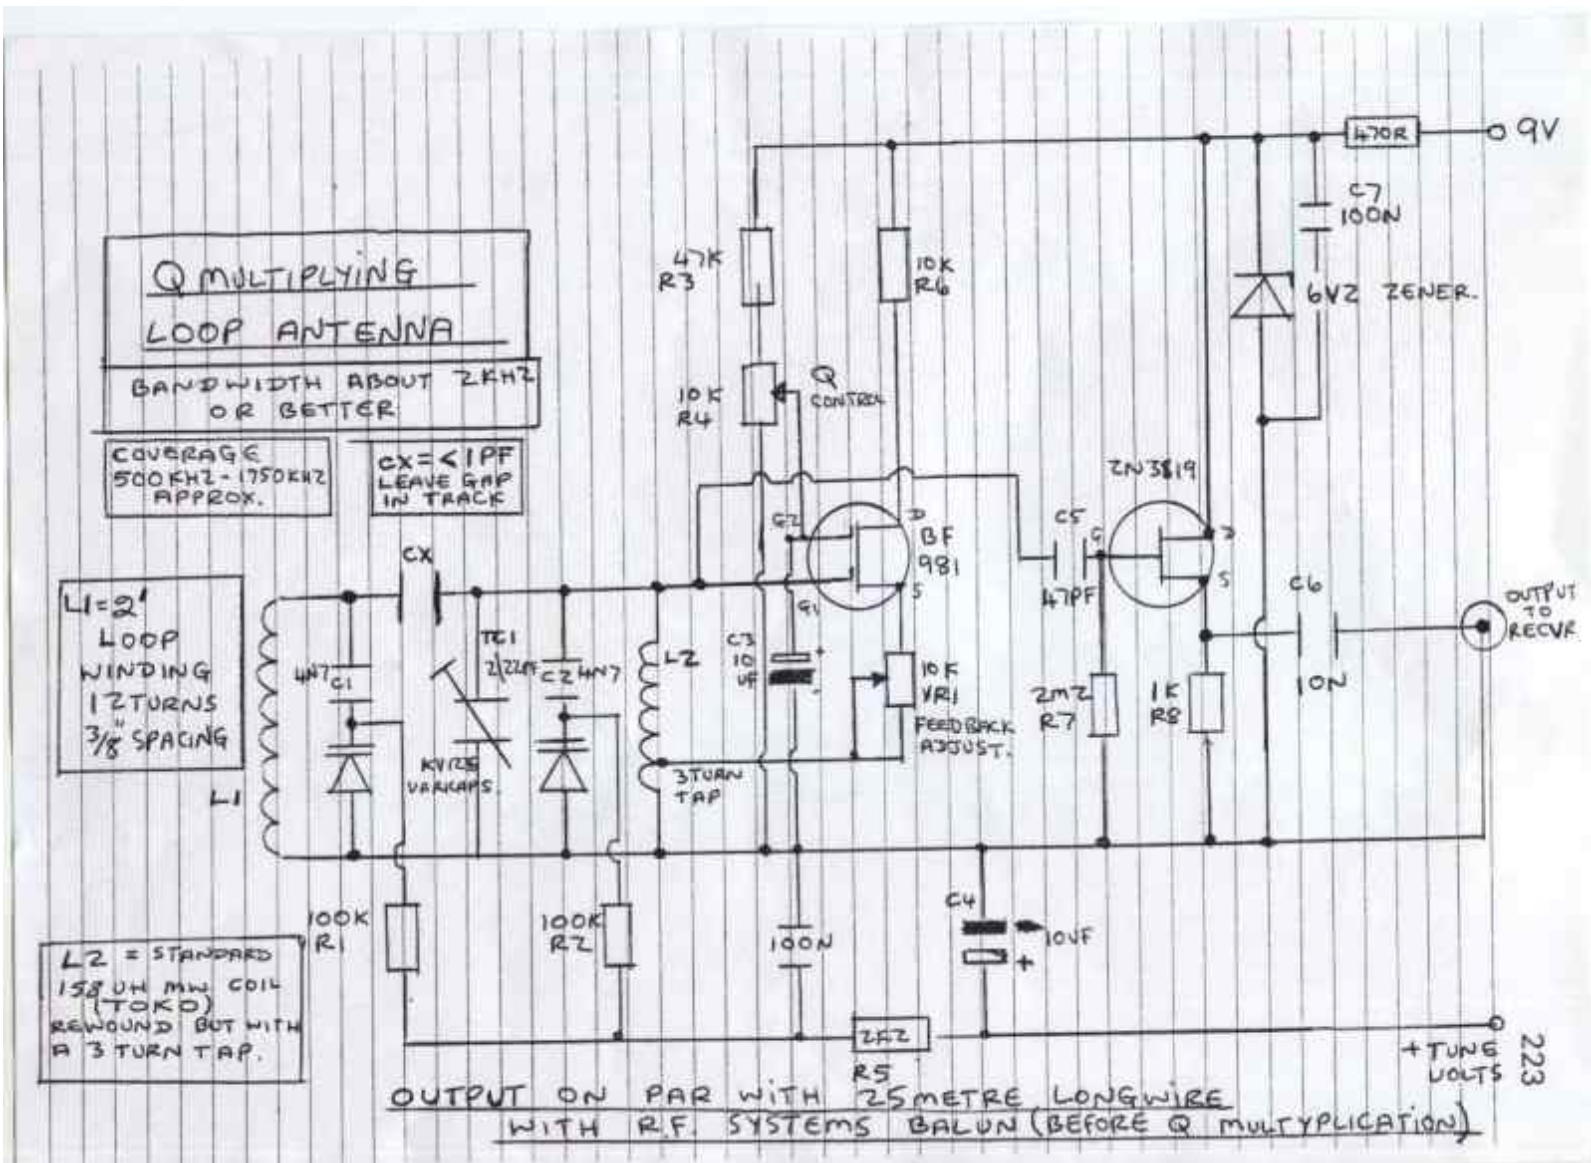 Q MULTIPLYING
LOOP ANTENNA
BANDWIDTH ABOUT 2KHZ
OR BETTER
COVERAGE
500KHZ - 1750KHZ
APPROX.
CX = < 1PF
LEAVE GAP
IN TRACK
470R
9V
C7
100N
6V2 ZENER.
47K
R3
10K
R6
10K
R4
Q
CONTROL
2N3819
G2
D
BF
981
S
G1
C5
47PF
G
D
S
C6
10N
OUTPUT
TO
RECVR
CX
L1=2'
LOOP
WINDING
12 TURNS
3/8" SPACING
L1
4N7
C1
TC1
2/22PF
C2 4N7
KV1235
VARICAPS.
L2
3 TURN
TAP
C3
10
UF
+
-
10K
VR1
FEEDBACK
ADJUST.
2M2
R7
1K
R8
100K
R1
100K
R2
100N
C4
10UF
+
L2 = STANDARD
158 UH MW COIL
(TOKO)
REWOUND BUT WITH
A 3 TURN TAP.
2K2
R5
+ TUNE
VOLTS
223
OUTPUT ON PAR WITH 25METRE LONGWIRE
WITH R.F. SYSTEMS BALUN (BEFORE Q MULTYPLICATION)